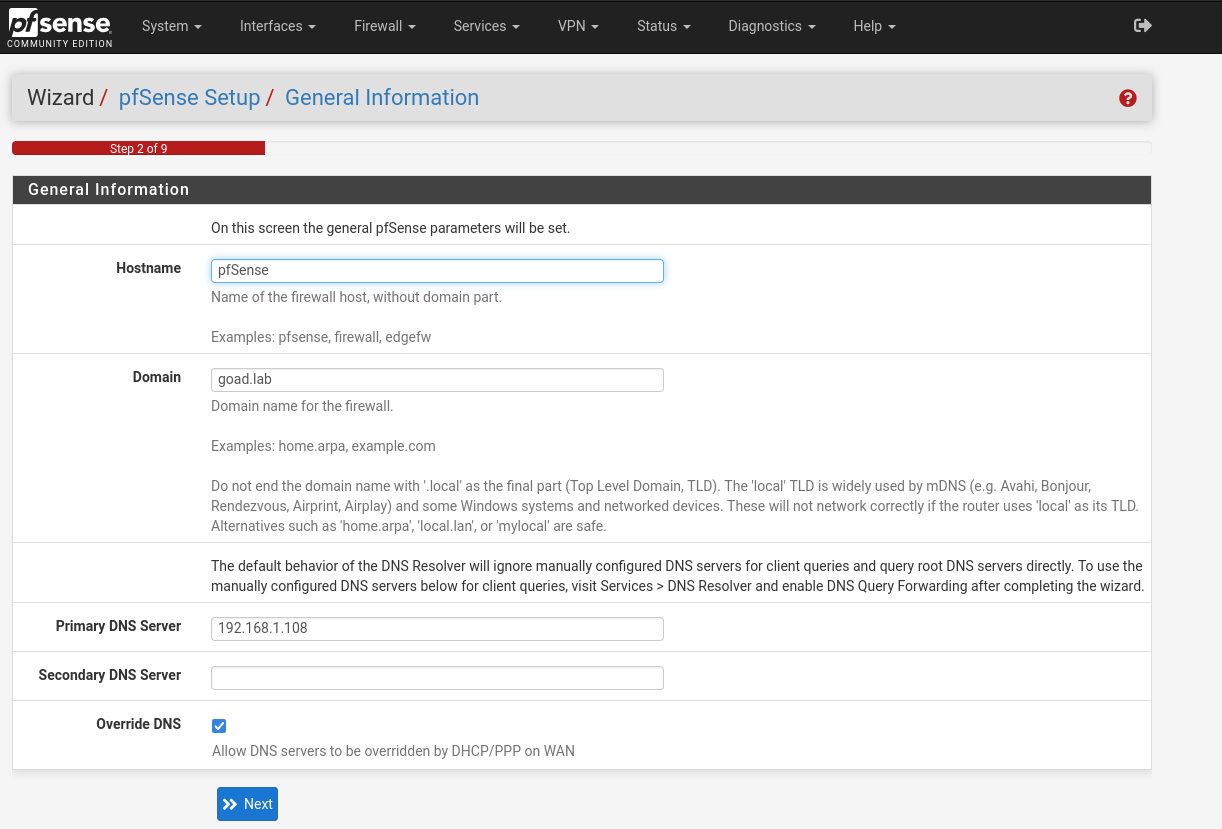 pfsense
COMMUNITY EDITION
System Interfaces Firewall Services VPN Status Diagnostics Help
Wizard / pfSense Setup / General Information
Step 2 of 9
General Information
On this screen the general pfSense parameters will be set.
Hostname pfSense
Name of the firewall host, without domain part.
Examples: pfsense, firewall, edgefw
Domain goad.lab
Domain name for the firewall.
Examples: home.arpa, example.com
Do not end the domain name with '.local' as the final part (Top Level Domain, TLD). The 'local' TLD is widely used by mDNS (e.g. Avahi, Bonjour,
Rendezvous, Airprint, Airplay) and some Windows systems and networked devices. These will not network correctly if the router uses 'local' as its TLD.
Alternatives such as 'home.arpa', 'local.lan', or 'mylocal' are safe.
The default behavior of the DNS Resolver will ignore manually configured DNS servers for client queries and query root DNS servers directly. To use the
manually configured DNS servers below for client queries, visit Services > DNS Resolver and enable DNS Query Forwarding after completing the wizard.
Primary DNS Server 192.168.1.108
Secondary DNS Server
Override DNS
Allow DNS servers to be overridden by DHCP/PPP on WAN
Next